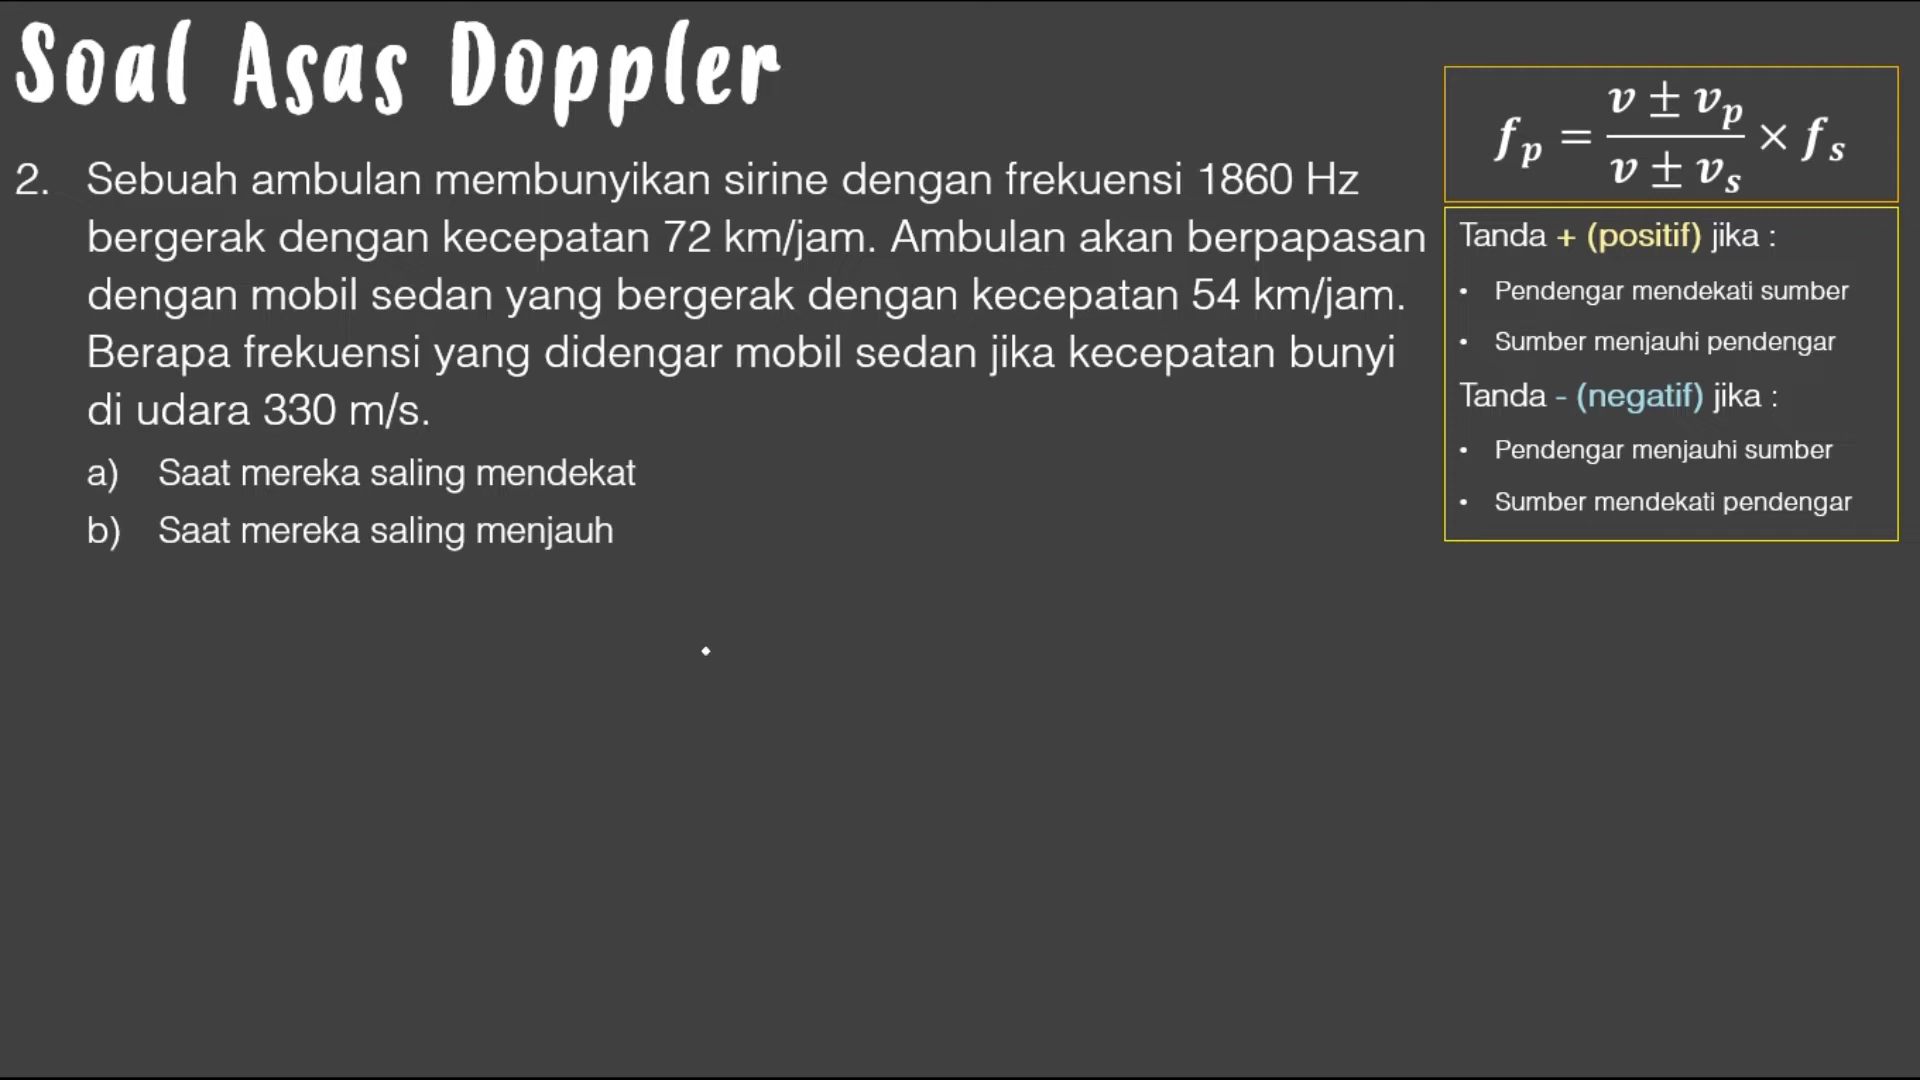 Soal Asas Doppler
2. Sebuah ambulan membunyikan sirine dengan frekuensi 1860 Hz
bergerak dengan kecepatan 72 km/jam. Ambulan akan berpapasan
dengan mobil sedan yang bergerak dengan kecepatan 54 km/jam.
Berapa frekuensi yang didengar mobil sedan jika kecepatan bunyi
di udara 330 m/s.
a) Saat mereka saling mendekat
b) Saat mereka saling menjauh
f_p = (v ± v_p)/(v ± v_s) × f_s
Tanda + (positif) jika :
• Pendengar mendekati sumber
• Sumber menjauhi pendengar
Tanda - (negatif) jika :
• Pendengar menjauhi sumber
• Sumber mendekati pendengar